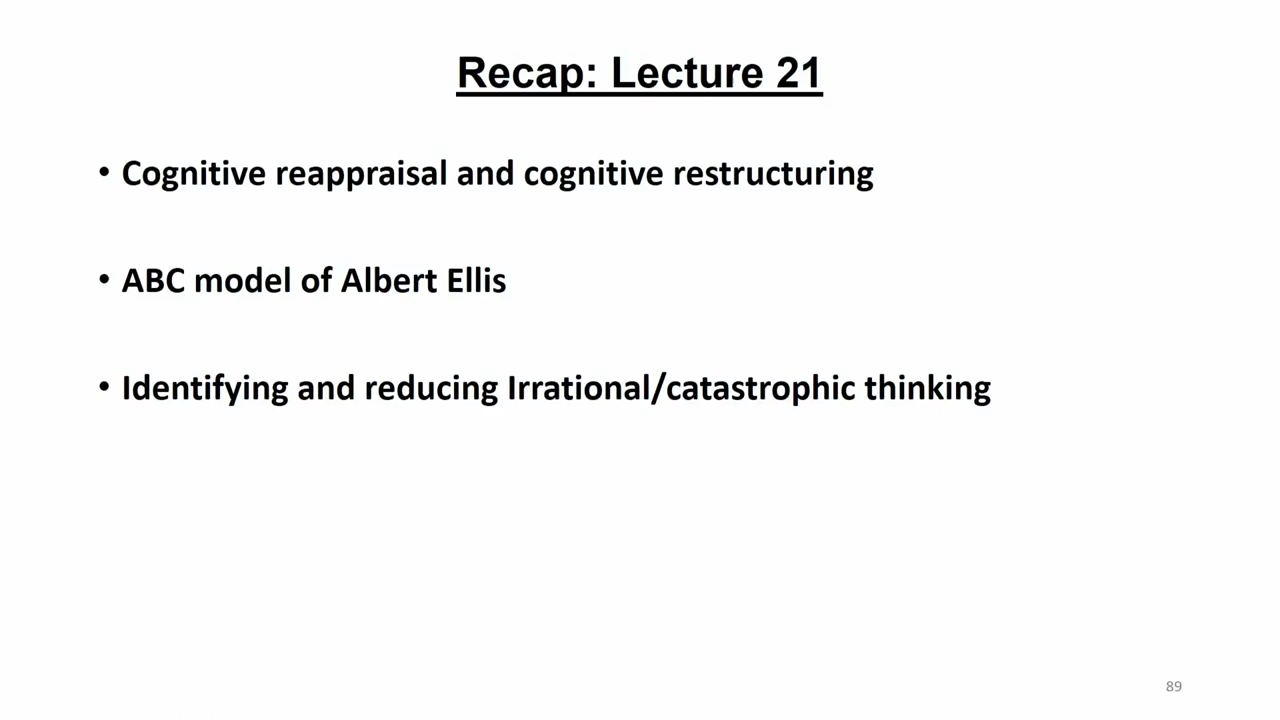 Recap: Lecture 21
• Cognitive reappraisal and cognitive restructuring
• ABC model of Albert Ellis
• Identifying and reducing Irrational/catastrophic thinking
89